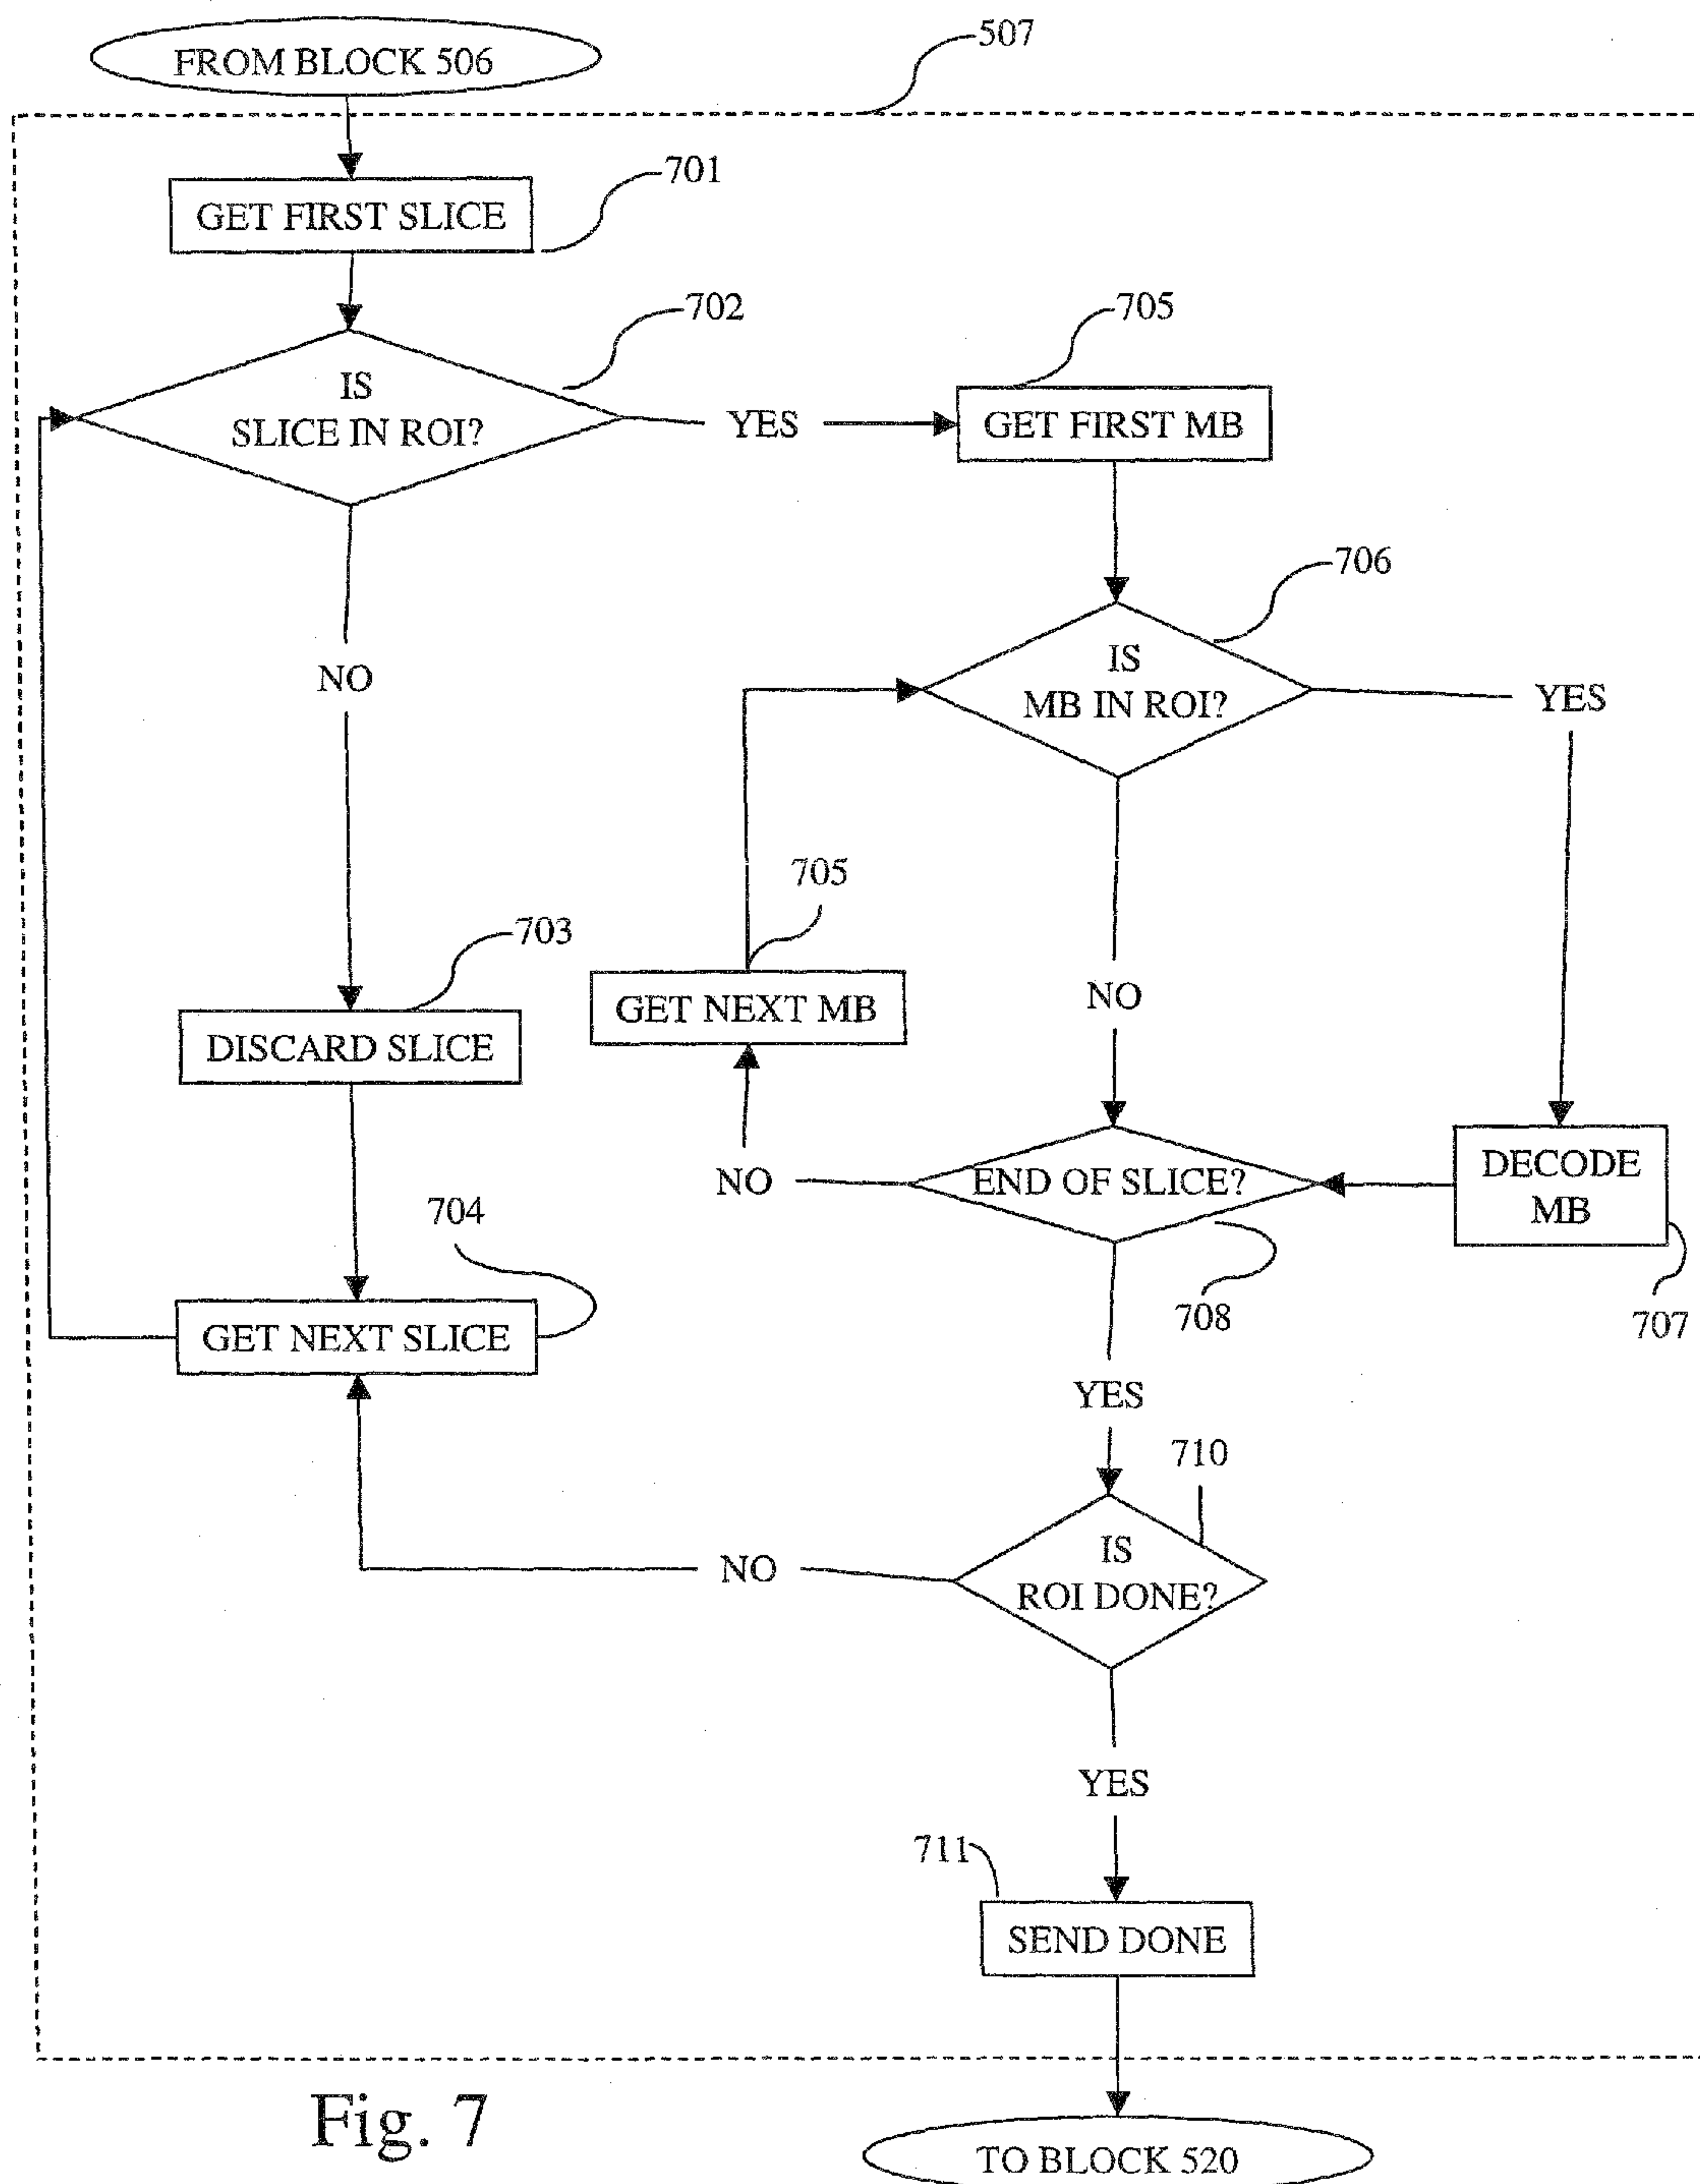 507
FROM BLOCK 506
701
GET FIRST SLICE
702
705
IS
SLICE IN ROI?
YES
GET FIRST MB
706
IS
MB IN ROI?
YES
NO
705
703
GET NEXT MB
NO
DISCARD SLICE
DECODE
MB
NO
END OF SLICE?
704
708
707
GET NEXT SLICE
YES
710
IS
ROI DONE?
NO
YES
711
SEND DONE
Fig. 7
TO BLOCK 520